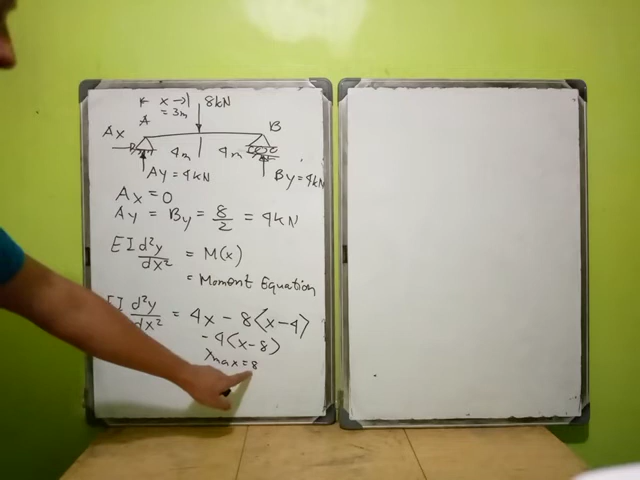 x → 8kN
A = 3m
Ax B
4m 4m
Ay = 4kN By = 4kN
Ax = 0
Ay = By = 8/2 = 4kN
EI d²y/dx² = M(x)
= Moment Equation
EI d²y/dx² = 4x - 8⟨x-4⟩
-4⟨x-8⟩
xmax = 8